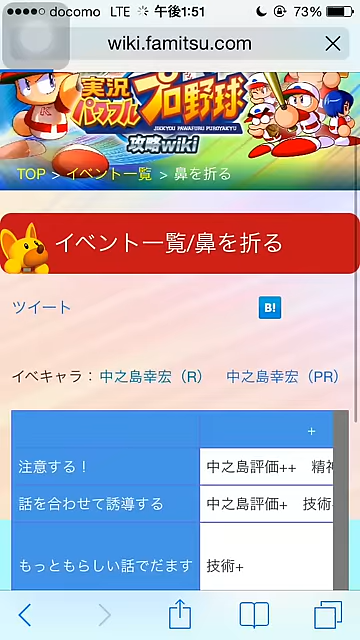 docomo LTE 午後1:51 73%
wiki.famitsu.com
実況
パワフル
プロ野球
JIKKYOU PAWAFURU PUROYAKYU
攻略wiki
TOP > イベント一覧 > 鼻を折る
イベント一覧/鼻を折る
ツイート B!
イベキャラ：中之島幸宏（R） 中之島幸宏（PR）
+
注意する！ 中之島評価++ 精神
話を合わせて誘導する 中之島評価+ 技術
もっともらしい話でだます 技術+